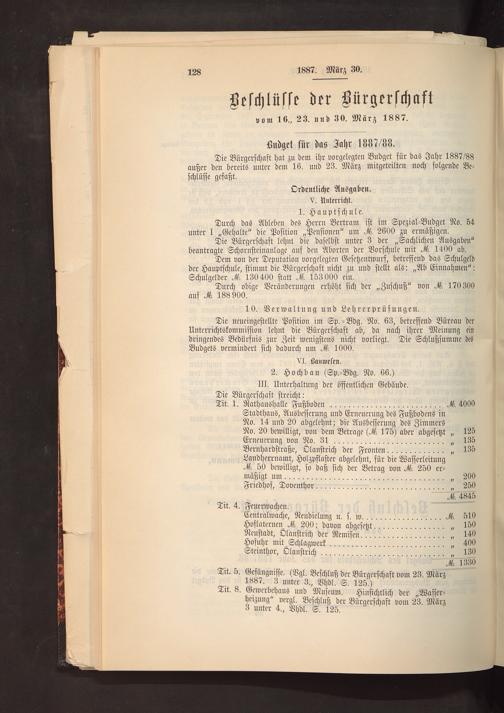 128 1887. März 30.
Beschlüsse der Bürgerschaft
vom 16., 23. und 30. März 1887.
Budget für das Jahr 1887/88.
Die Bürgerschaft hat zu dem ihr vorgelegten Budget für das Jahr 1887/88
außer den bereits unter dem 16. und 23. März mitgeteilten noch folgende Be-
schlüsse gefaßt.
Ordentliche Ausgaben.
V. Unterricht.
1. Hauptschule.
Durch das Ableben des Herrn Bertram ist im Spezial-Budget No. 54
unter 1 „Gehalte“ die Position „Pensionen“ um ℳ 2600 zu ermäßigen.
Die Bürgerschaft lehnt die daselbst unter 3 der „Sachlichen Ausgaben“
beantragte Schornsteinanlage auf den Aborten der Vorschule mit ℳ 1400 ab.
Dem von der Deputation vorgelegten Gesetzentwurf, betreffend das Schulgeld
der Hauptschule, stimmt die Bürgerschaft nicht zu und stellt als: „Ab Einnahmen“:
Schulgelder ℳ 130400 statt ℳ 153000 ein.
Durch obige Veränderungen erhöht sich der „Zuschuß“ von ℳ 170300
auf ℳ 188900.
10. Verwaltung und Lehrerprüfungen.
Die neueingestellte Position im Sp.-Bdg. No. 63, betreffend Büreau der
Unterrichtskommission lehnt die Bürgerschaft ab, da nach ihrer Meinung ein
dringendes Bedürfnis zur Zeit wenigstens nicht vorliegt. Die Schlußsumme des
Budgets vermindert sich dadurch um ℳ 1000.
VI. Bauwesen.
2. Hochbau (Sp.-Bdg. No. 66.)
III. Unterhaltung der öffentlichen Gebäude.
Die Bürgerschaft streicht:
Tit. 1. Rathaushalle Fußboden ℳ 4000
Stadthaus, Ausbesserung und Erneuerung des Fußbodens in
No. 14 und 20 abgelehnt; die Ausbesserung des Zimmers
No. 20 bewilligt, von dem Betrage (ℳ 175) aber abgesetzt „ 125
Erneuerung von No. 31 „ 135
Bernhardstraße, Ölanstrich der Fronten „ 135
Landherrnamt, Holzpflaster abgelehnt, für die Wasserleitung
ℳ 50 bewilligt, so daß sich der Betrag von ℳ 250 er-
mäßigt um „ 200
Friedhof, Doventhor „ 250
ℳ 4845
Tit. 4. Feuerwachen.
Centralwache, Neudielung u. s. w. ℳ 510
Hoflaternen ℳ 200; davon abgesetzt „ 150
Neustadt, Ölanstrich der Remisen „ 140
Hofuhr mit Schlagwerk „ 400
Steinthor, Ölanstrich „ 130
ℳ 1330
Tit. 5. Gefängnisse. (Vgl. Beschluß der Bürgerschaft vom 23. März
1887. 3 unter 3., Vhdl. S. 125.)
Tit. 8. Gewerbehaus und Museum. Hinsichtlich der „Wasser-
heizung“ vergl. Beschluß der Bürgerschaft vom 23. März
3 unter 4., Vhdl. S. 125.